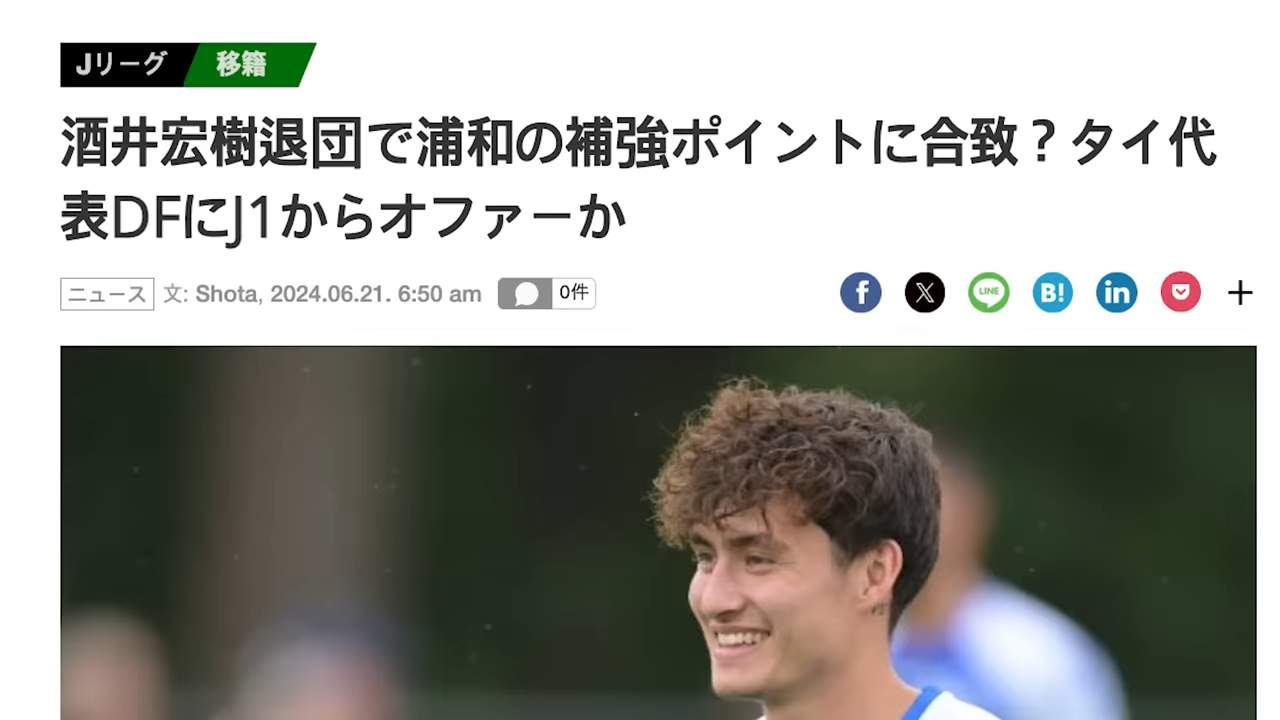 Jリーグ 移籍
酒井宏樹退団で浦和の補強ポイントに合致？タイ代
表DFにJ1からオファーか
ニュース 文: Shota, 2024.06.21. 6:50 am 0件 f X LINE B! in +